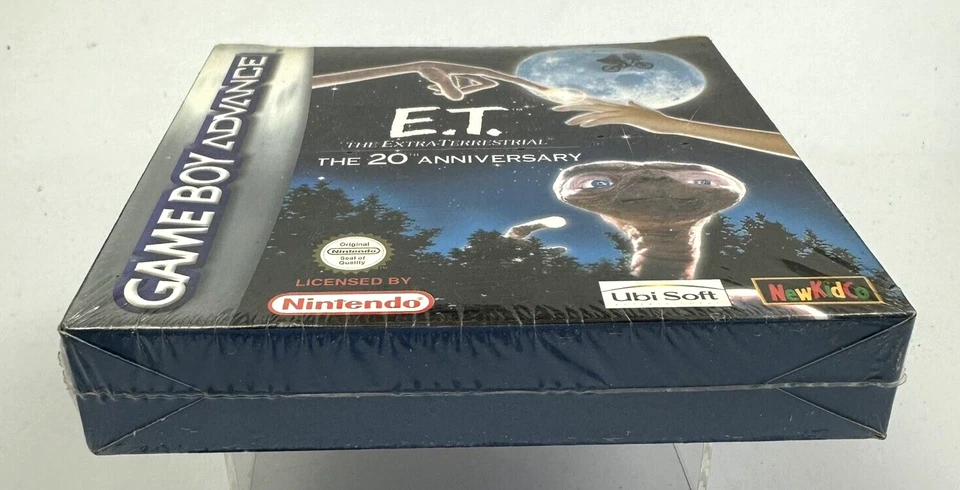 GAME BOY ADVANCE
E.T.
THE EXTRA-TERRESTRIAL
THE 20TH ANNIVERSARY
Original
Nintendo
Seal of
Quality
LICENSED BY
Nintendo
Ubi Soft
NewKidCo